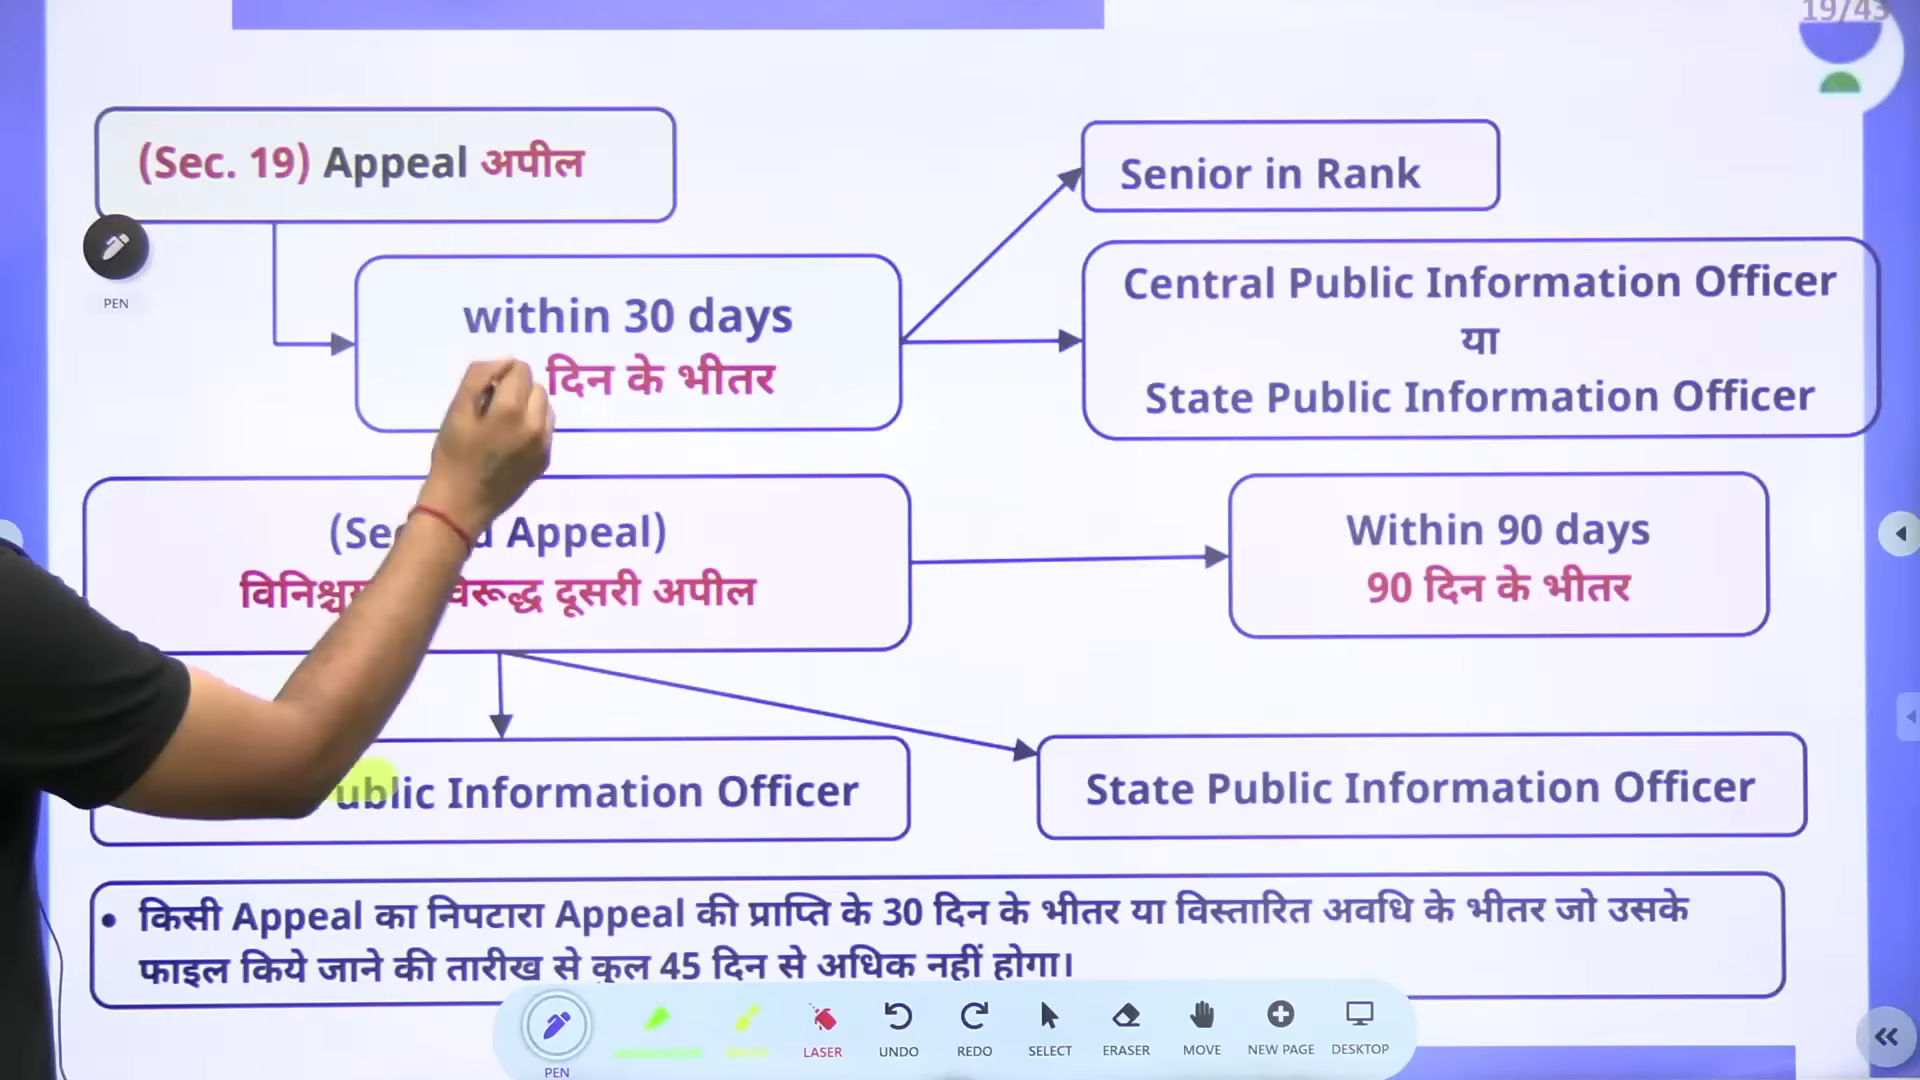 19/43
(Sec. 19) Appeal अपील
Senior in Rank
PEN
within 30 days
दिन के भीतर
Central Public Information Officer
या
State Public Information Officer
Appeal)
दूसरी अपील
Within 90 days
90 दिन के भीतर
Information Officer
State Public Information Officer
• किसी Appeal का निपटारा Appeal की प्राप्ति के 30 दिन के भीतर या विस्तारित अवधि के भीतर जो उसके
फाइल किये जाने की तारीख से कुल 45 दिन से अधिक नहीं होगा।
PEN
LASER
UNDO
REDO
SELECT
ERASER
MOVE
NEW PAGE
DESKTOP